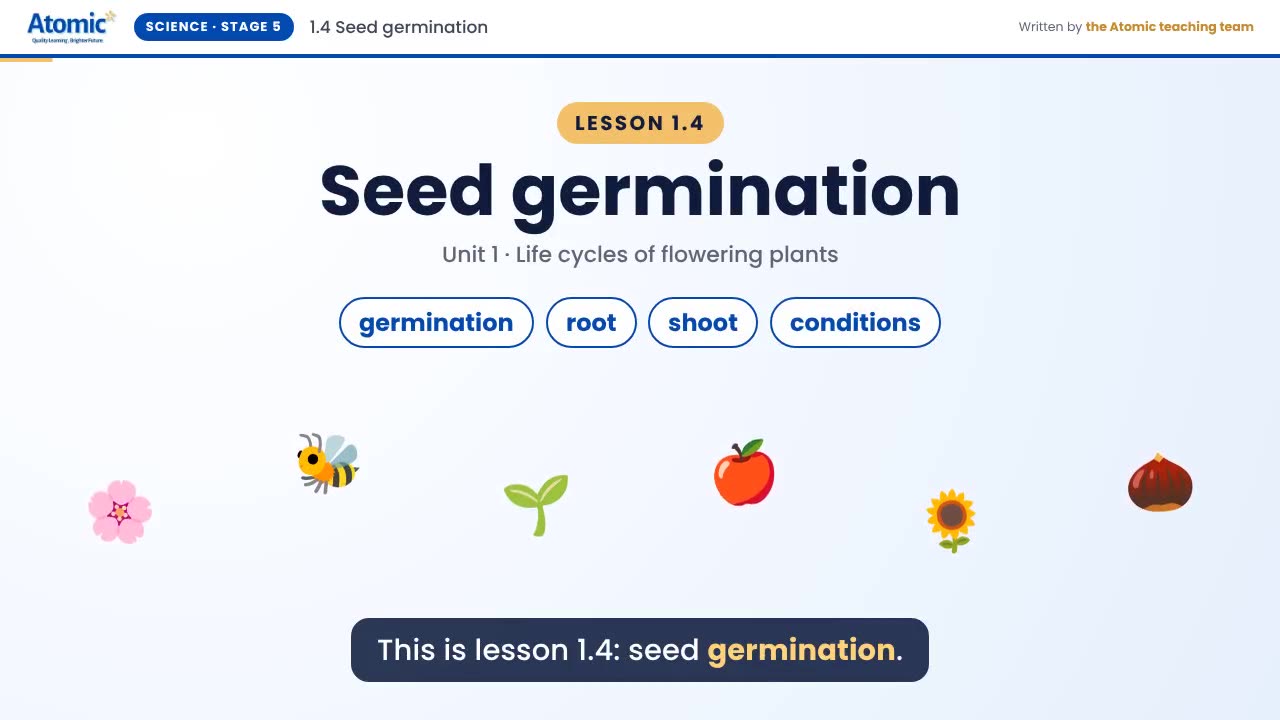 Atomic
Quality Learning. Brighter Future.
SCIENCE · STAGE 5
1.4 Seed germination
Written by the Atomic teaching team
LESSON 1.4
Seed germination
Unit 1 · Life cycles of flowering plants
germination
root
shoot
conditions
This is lesson 1.4: seed germination.